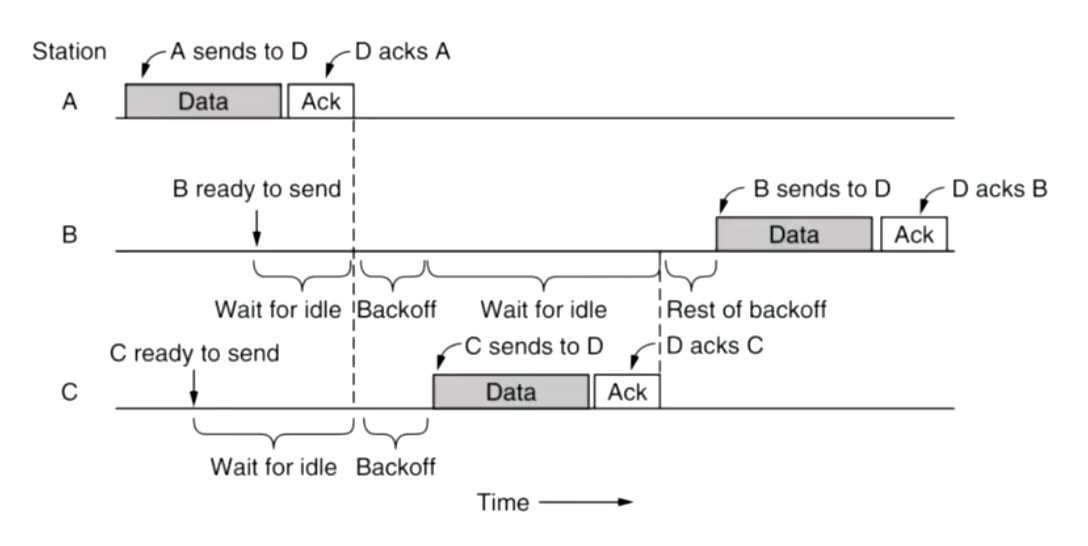 Station
A sends to D
D acks A
A
Data
Ack
B ready to send
B sends to D
D acks B
B
Data
Ack
Wait for idle
Backoff
Wait for idle
Rest of backoff
C ready to send
C sends to D
D acks C
C
Data
Ack
Wait for idle
Backoff
Time